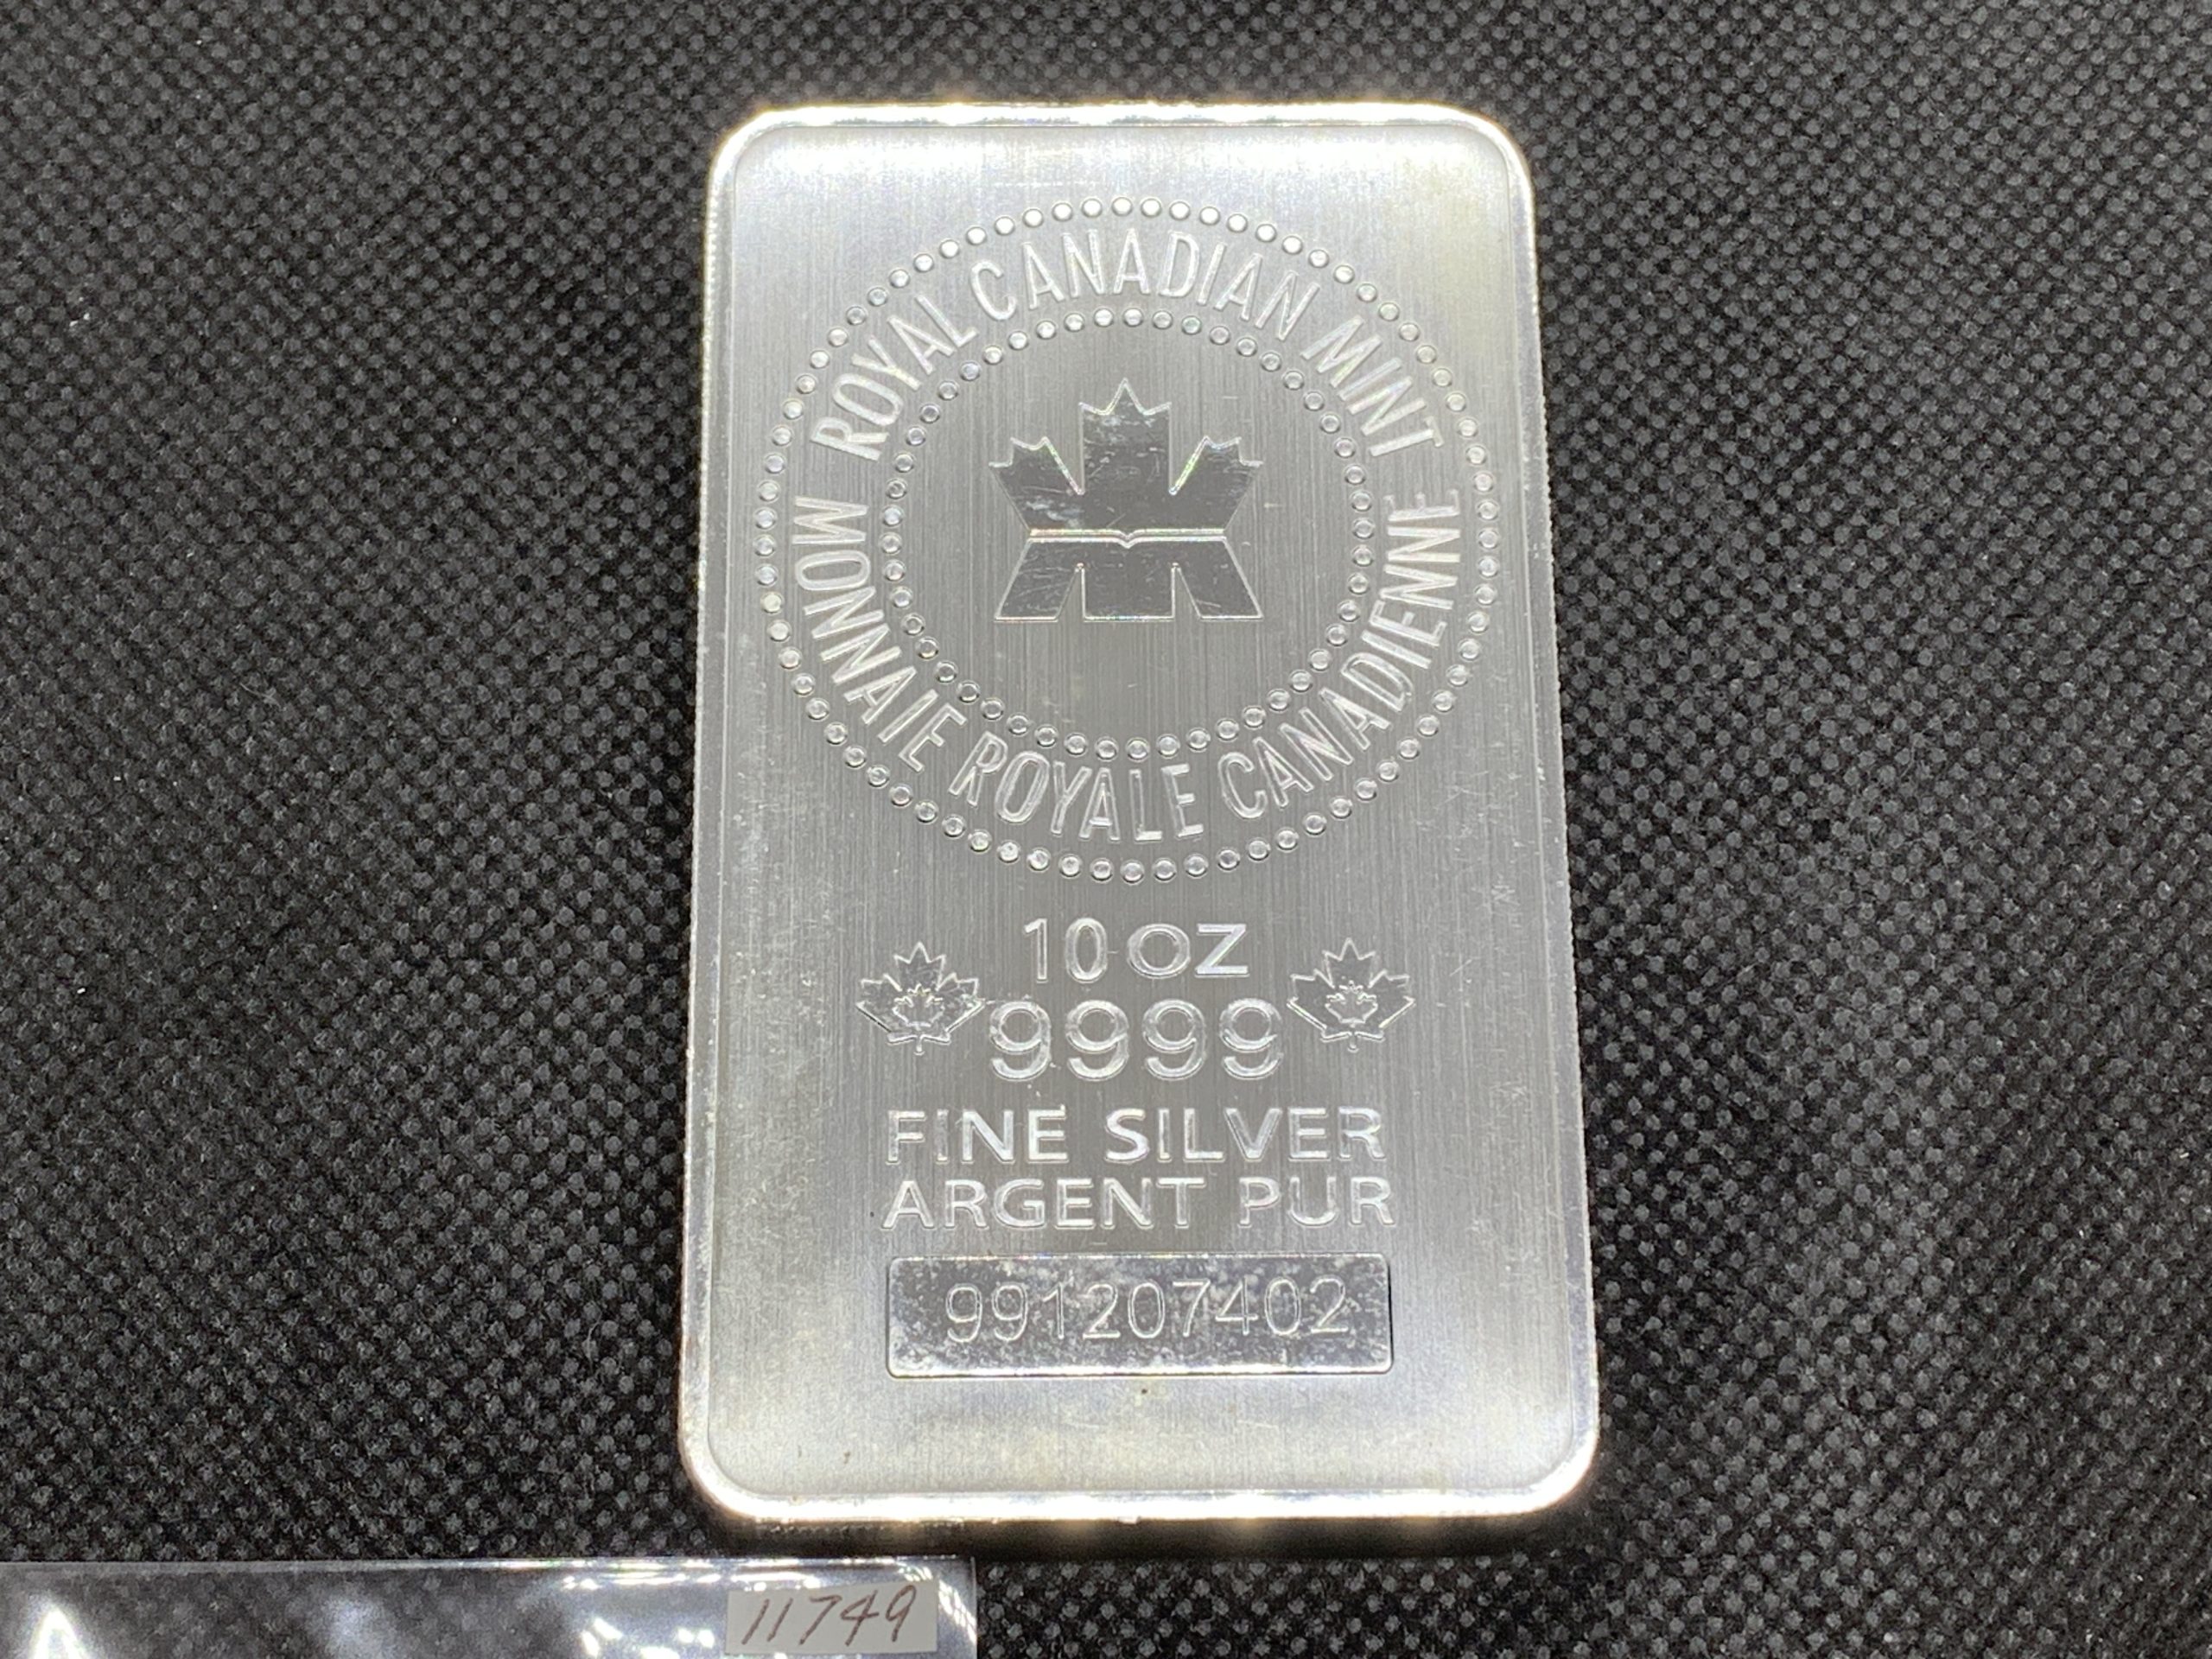 ROYAL CANADIAN MINT
MONNAIE ROYALE CANADIENNE
10 OZ
9999
FINE SILVER
ARGENT PUR
991207402
11749